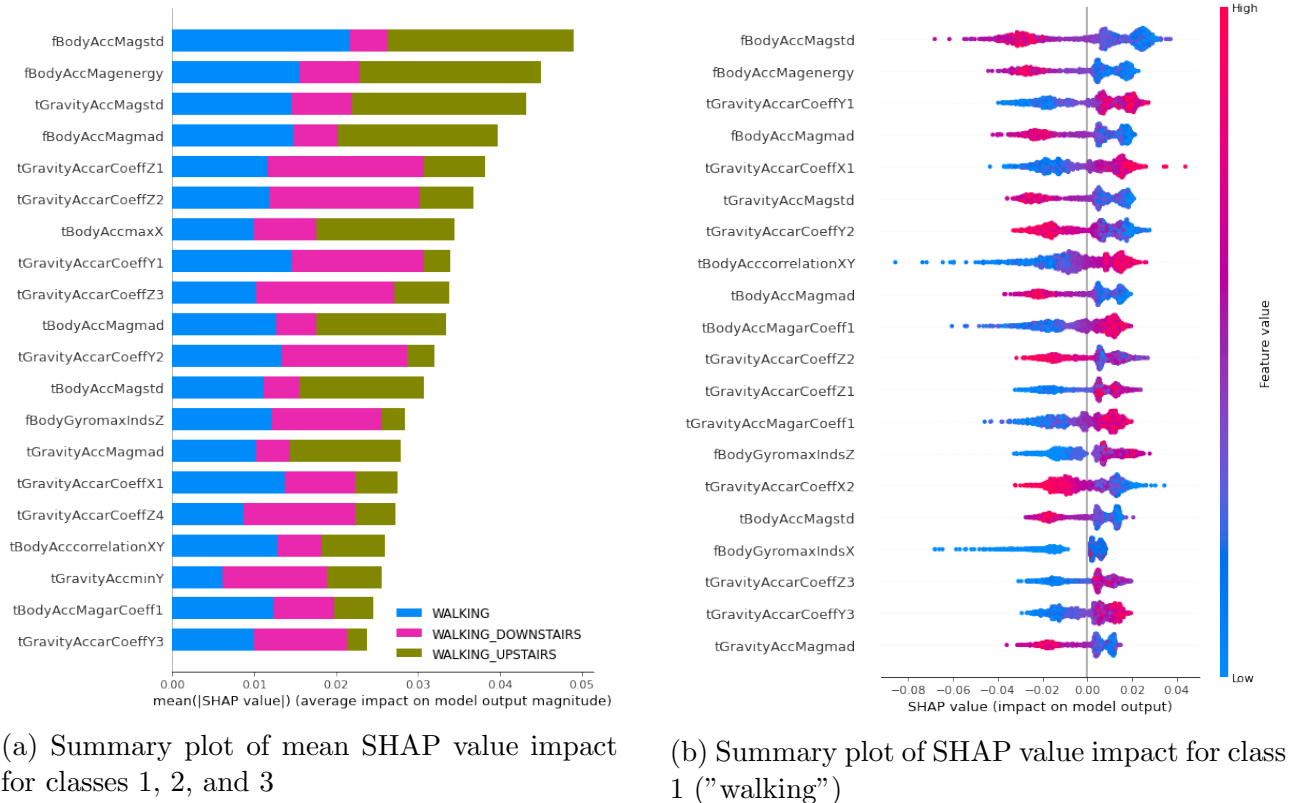 fBodyAccMagstd
fBodyAccMagenergy
tGravityAccMagstd
fBodyAccMagmad
tGravityAccarCoeffZ1
tGravityAccarCoeffZ2
tBodyAccmaxX
tGravityAccarCoeffY1
tGravityAccarCoeffZ3
tBodyAccMagmad
tGravityAccarCoeffY2
tBodyAccMagstd
fBodyGyromaxIndsZ
tGravityAccMagmad
tGravityAccarCoeffX1
tGravityAccarCoeffZ4
tBodyAcccorrelationXY
tGravityAccminY
tBodyAccMagarCoeff1
tGravityAccarCoeffY3
WALKING
WALKING_DOWNSTAIRS
WALKING_UPSTAIRS
0.00 0.01 0.02 0.03 0.04 0.05
mean(|SHAP value|) (average impact on model output magnitude)
(a) Summary plot of mean SHAP value impact
for classes 1, 2, and 3
fBodyAccMagstd
fBodyAccMagenergy
tGravityAccarCoeffY1
fBodyAccMagmad
tGravityAccarCoeffX1
tGravityAccMagstd
tGravityAccarCoeffY2
tBodyAcccorrelationXY
tBodyAccMagmad
tBodyAccMagarCoeff1
tGravityAccarCoeffZ2
tGravityAccarCoeffZ1
tGravityAccMagarCoeff1
fBodyGyromaxIndsZ
tGravityAccarCoeffX2
tBodyAccMagstd
fBodyGyromaxIndsX
tGravityAccarCoeffZ3
tGravityAccarCoeffY3
tGravityAccMagmad
−0.08 −0.06 −0.04 −0.02 0.00 0.02 0.04
SHAP value (impact on model output)
High
Feature value
Low
(b) Summary plot of SHAP value impact for class
1 (”walking”)